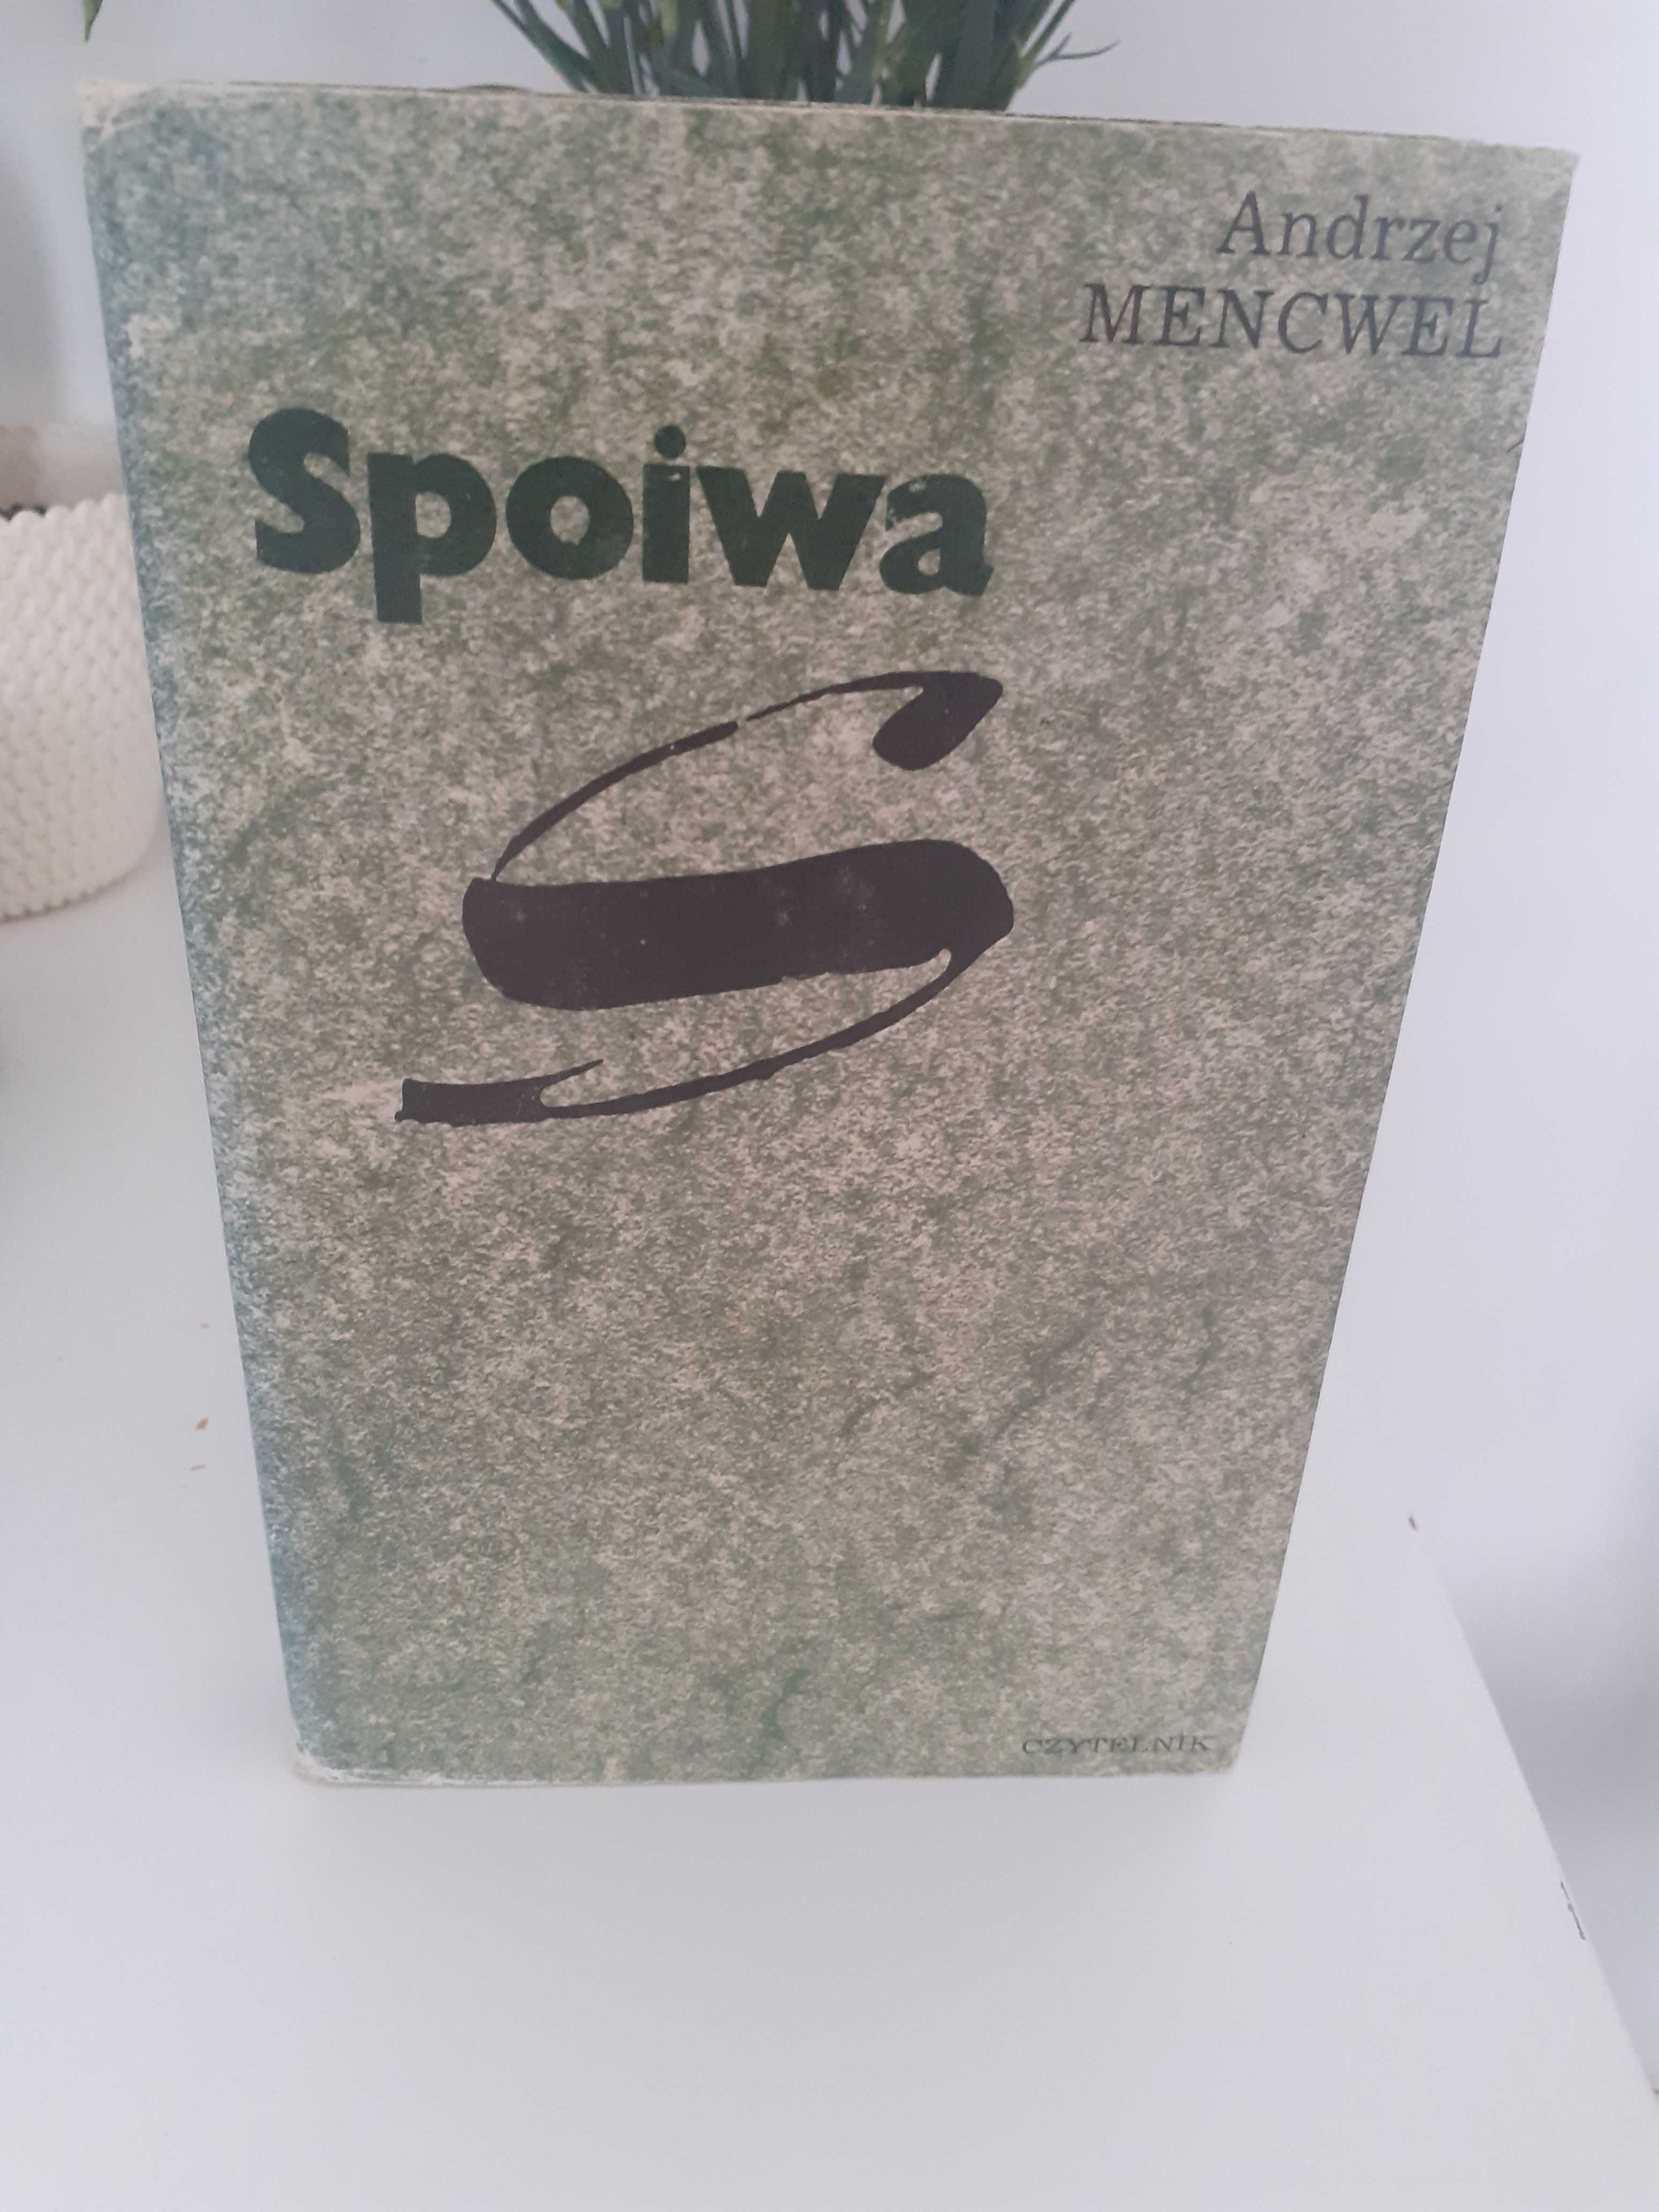 Andrzej
MENCWEL
Spoiwa
S
CZYTELNIK